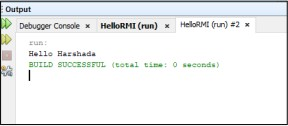 Output
Debugger Console × HelloRMI (run) × HelloRMI (run) #2 ×
run:
Hello Harshada
BUILD SUCCESSFUL (total time: 0 seconds)